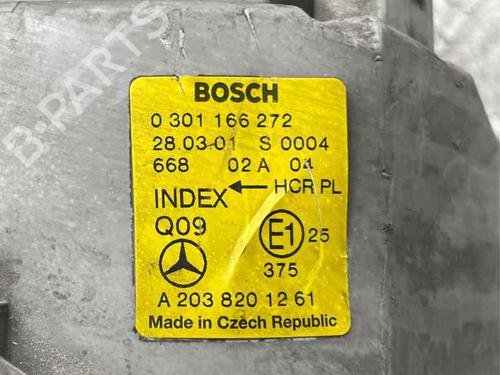 B-PARTS
BOSCH
0 301 166 272
28.03.01 S 0004
668 02 A 04
INDEX ← HCR PL
Q09
E1 25
375
A 203 820 12 61
Made in Czech Republic